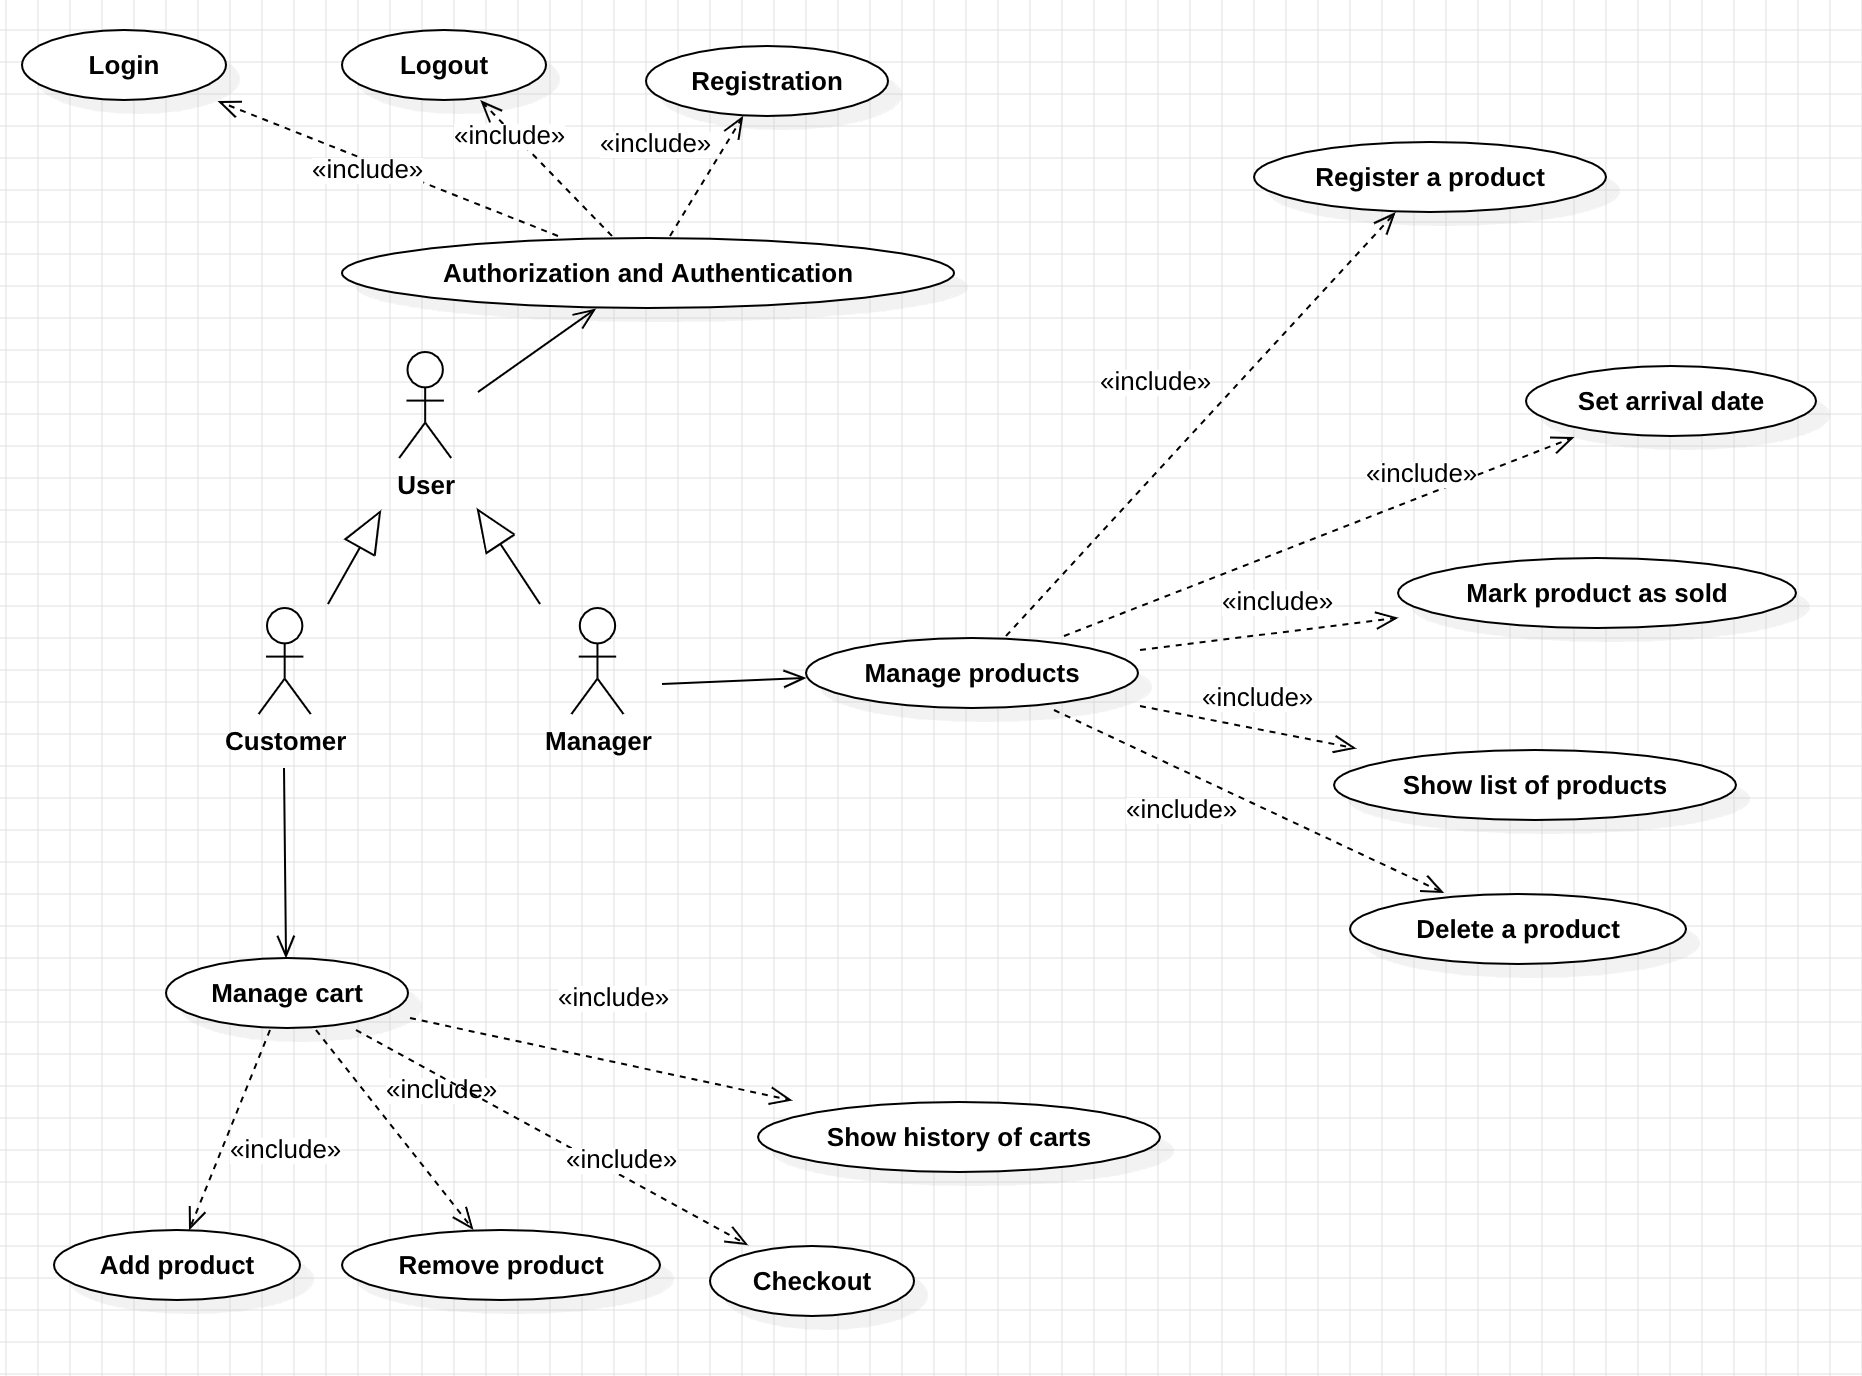 Login
Logout
Registration
«include»
«include»
«include»
Register a product
Authorization and Authentication
«include»
Set arrival date
«include»
User
Mark product as sold
«include»
Manage products
«include»
Customer
Manager
Show list of products
«include»
Delete a product
Manage cart
«include»
«include»
Show history of carts
«include»
«include»
Add product
Remove product
Checkout